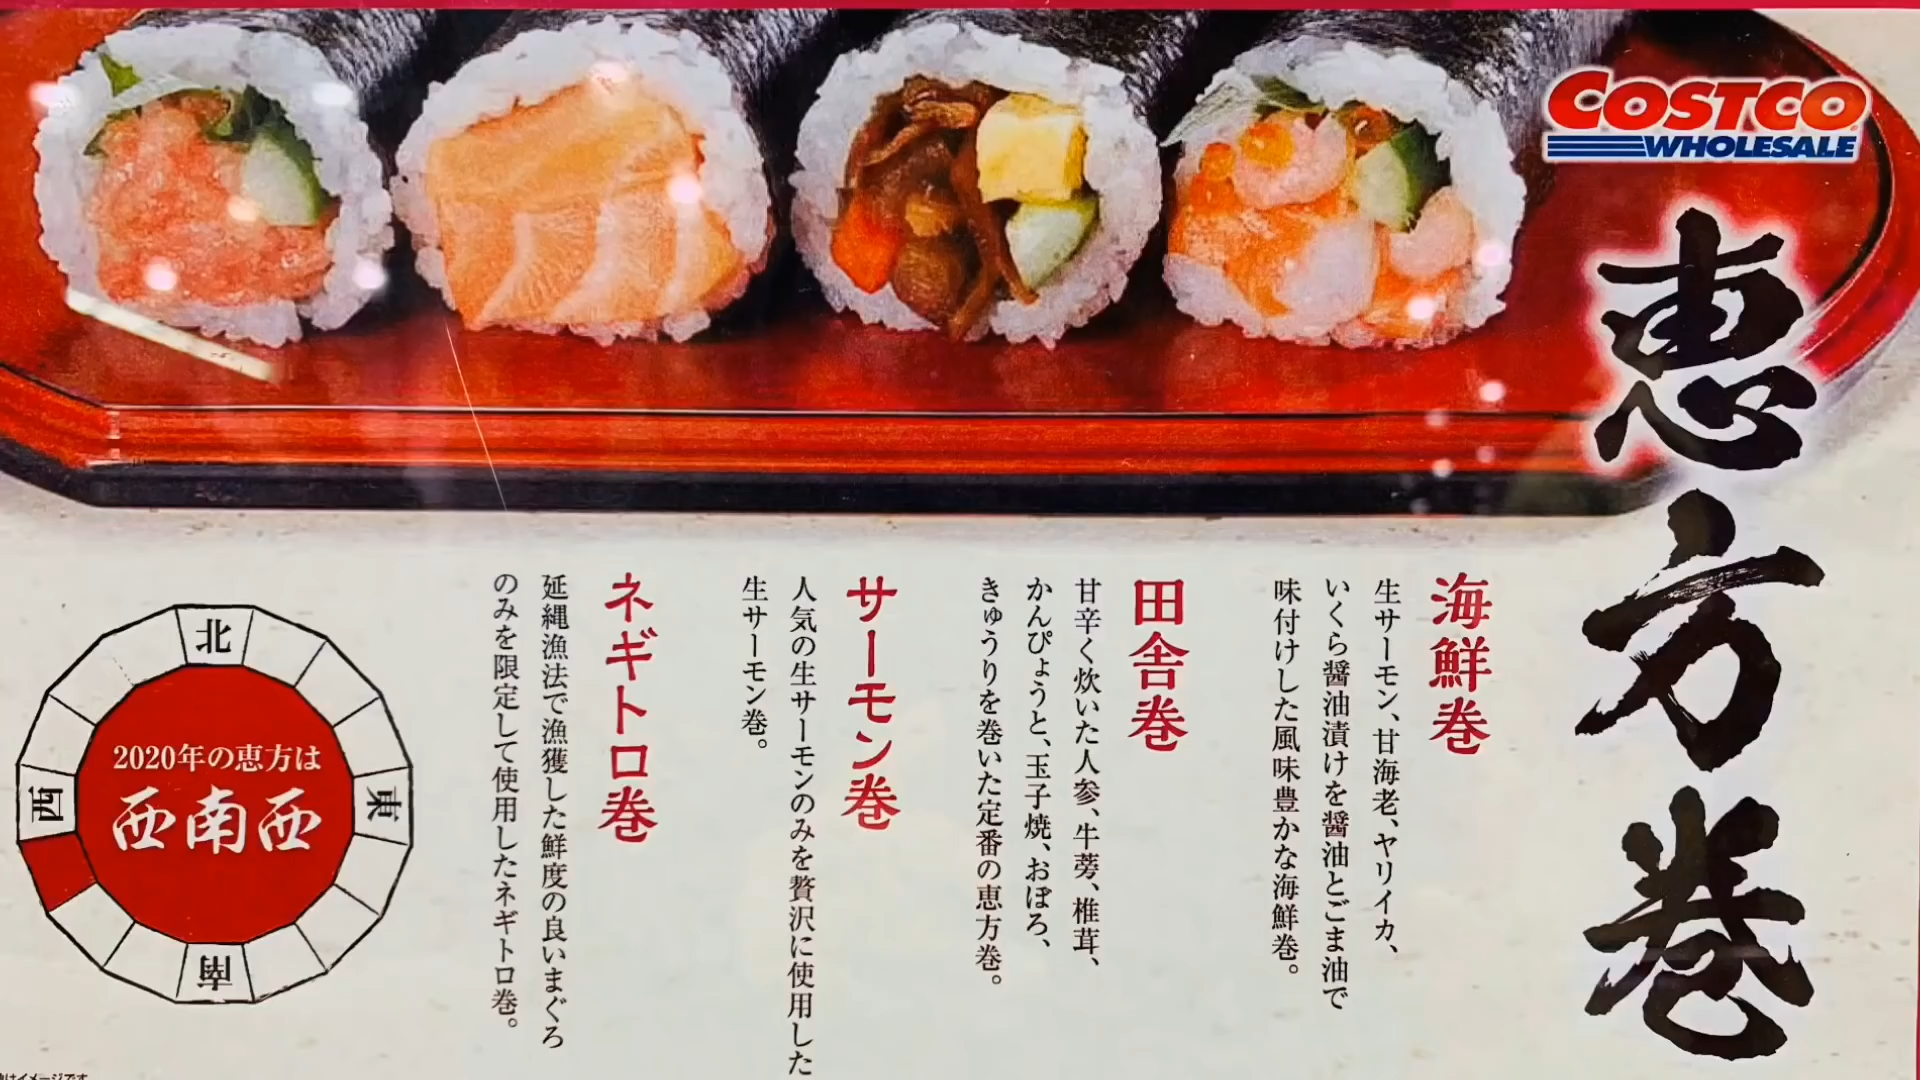 COSTCO
WHOLESALE
恵方巻
海鮮巻
生サーモン、甘海老、ヤリイカ、
いくら醤油漬けを醤油とごま油で
味付けした風味豊かな海鮮巻。
田舎巻
甘辛く炊いた人参、牛蒡、椎茸、
かんぴょうと、玉子焼、おぼろ、
きゅうりを巻いた定番の恵方巻。
サーモン巻
人気の生サーモンのみを贅沢に使用した
生サーモン巻。
ネギトロ巻
延縄漁法で漁獲した鮮度の良いまぐろ
のみを限定して使用したネギトロ巻。
北
東
南
西
2020年の恵方は
西南西
はイメージです